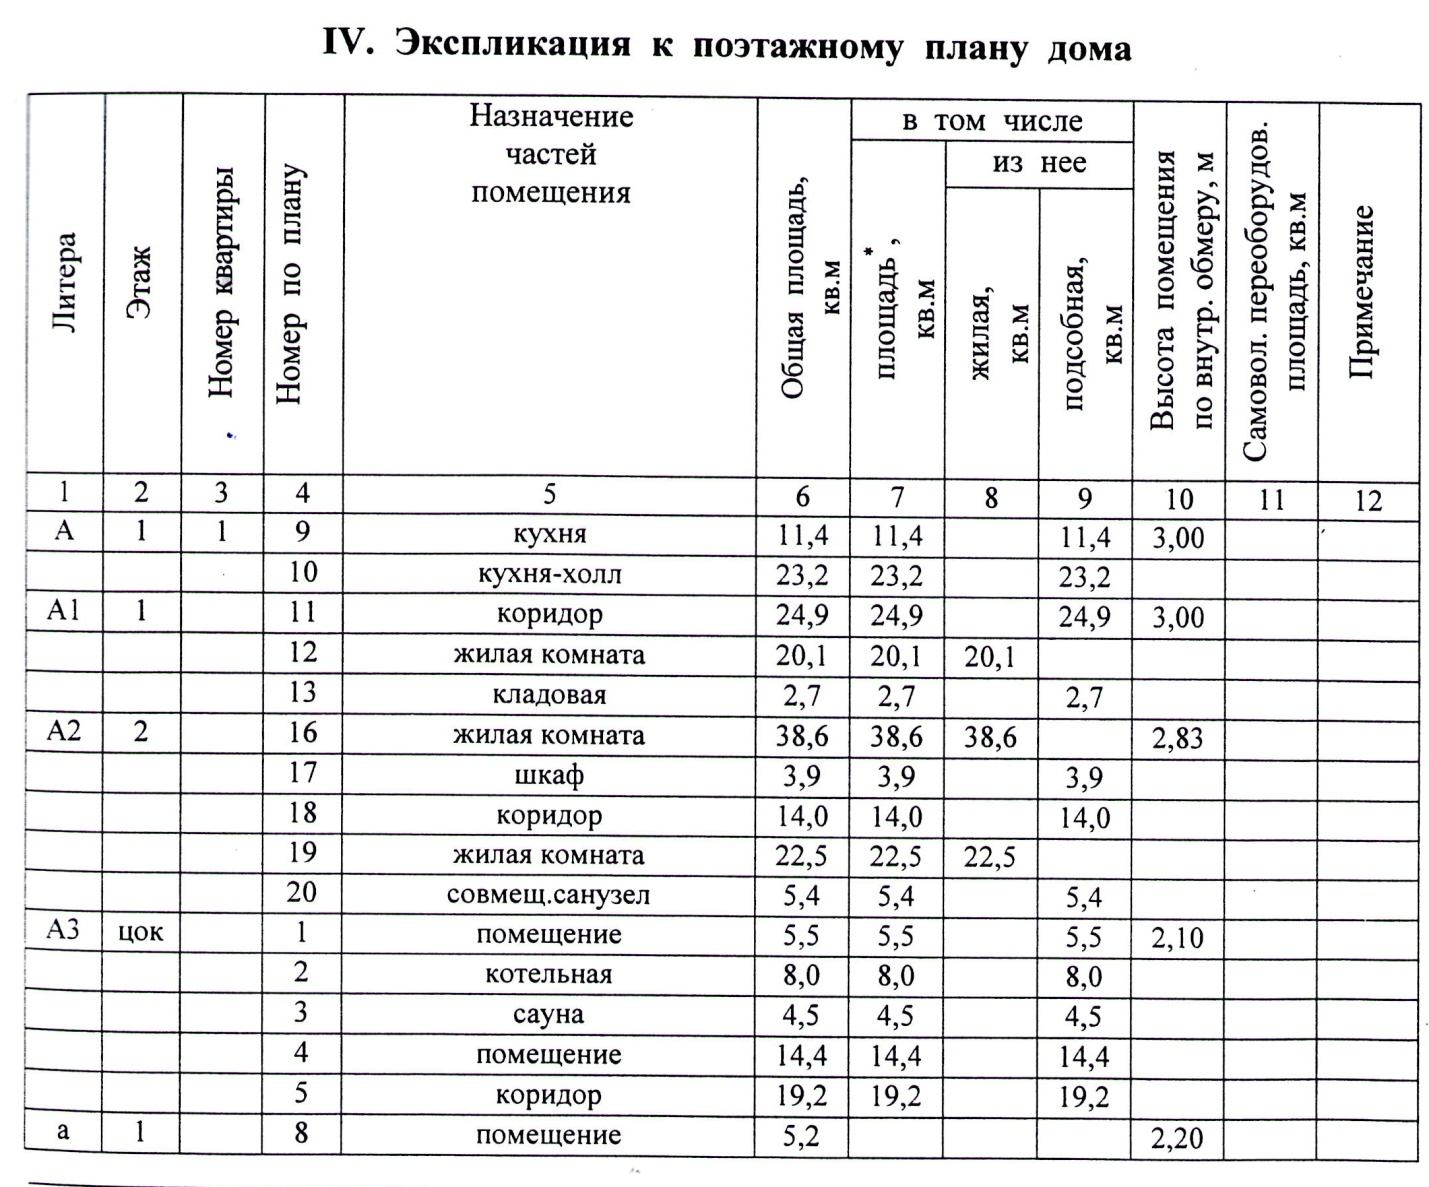 IV. Экспликация к поэтажному плану дома
Литера
Этаж
Номер квартиры
Номер по плану
Назначение
частей
помещения
Общая площадь,
кв.м
в том числе
площадь*,
кв.м
из нее
жилая,
кв.м
подсобная,
кв.м
Высота помещения
по внутр. обмеру, м
Самовол. переоборудов.
площадь, кв.м
Примечание
1 2 3 4 5 6 7 8 9 10 11 12
А 1 1 9 кухня 11,4 11,4 11,4 3,00
10 кухня-холл 23,2 23,2 23,2
А1 1 11 коридор 24,9 24,9 24,9 3,00
12 жилая комната 20,1 20,1 20,1
13 кладовая 2,7 2,7 2,7
А2 2 16 жилая комната 38,6 38,6 38,6 2,83
17 шкаф 3,9 3,9 3,9
18 коридор 14,0 14,0 14,0
19 жилая комната 22,5 22,5 22,5
20 совмещ.санузел 5,4 5,4 5,4
А3 цок 1 помещение 5,5 5,5 5,5 2,10
2 котельная 8,0 8,0 8,0
3 сауна 4,5 4,5 4,5
4 помещение 14,4 14,4 14,4
5 коридор 19,2 19,2 19,2
а 1 8 помещение 5,2 2,20